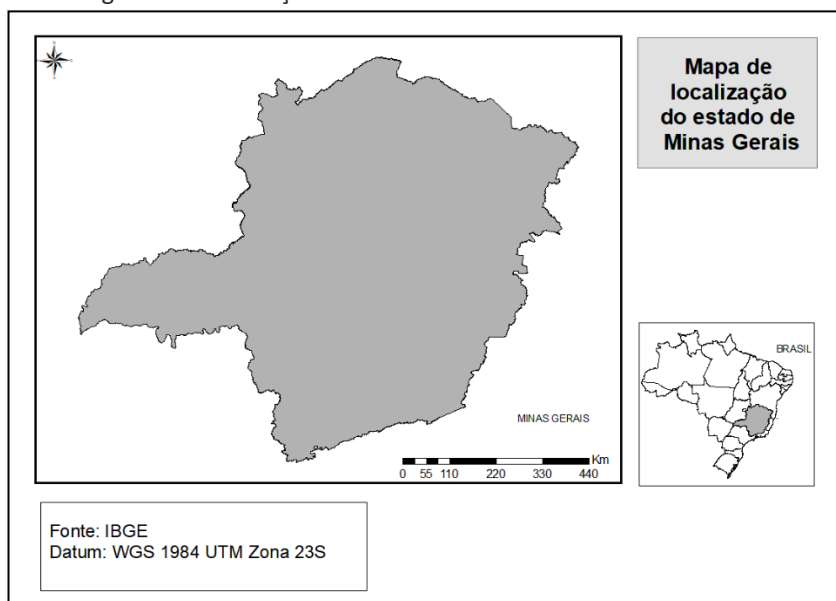 Mapa de
localização
do estado de
Minas Gerais
BRASIL
MINAS GERAIS
Km
0 55 110 220 330 440
Fonte: IBGE
Datum: WGS 1984 UTM Zona 23S